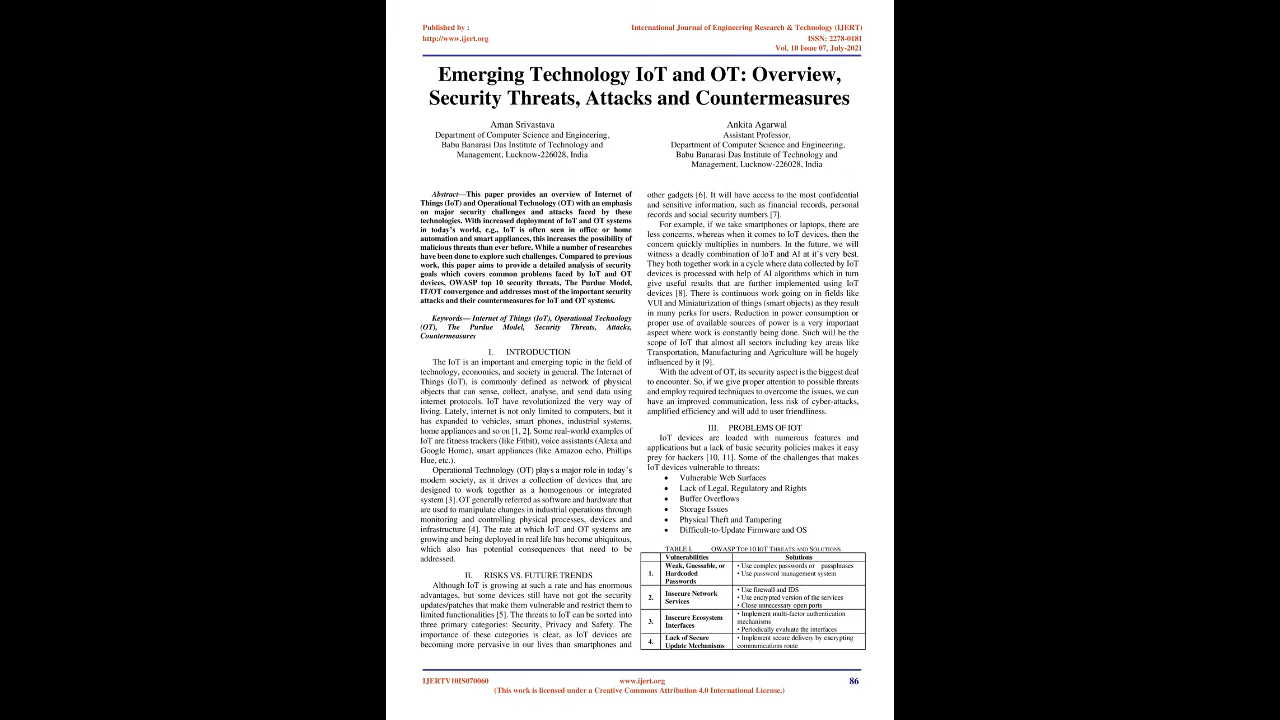 Published by :
http://www.ijert.org
International Journal of Engineering Research & Technology (IJERT)
ISSN: 2278-0181
Vol. 10 Issue 07, July-2021
Emerging Technology IoT and OT: Overview,
Security Threats, Attacks and Countermeasures
Aman Srivastava
Department of Computer Science and Engineering,
Babu Banarasi Das Institute of Technology and
Management, Lucknow-226028, India
Ankita Agarwal
Assistant Professor,
Department of Computer Science and Engineering,
Babu Banarasi Das Institute of Technology and
Management, Lucknow-226028, India
Abstract—This paper provides an overview of Internet of
Things (IoT) and Operational Technology (OT) with an emphasis
on major security challenges and attacks faced by these
technologies. With increased deployment of IoT and OT systems
in today's world, e.g., IoT is often seen in office or home
automation and smart appliances, this increases the possibility of
malicious threats than ever before. While a number of researches
have been done to explore such challenges. Compared to previous
work, this paper aims to provide a detailed analysis of security
goals which covers common problems faced by IoT and OT
devices, OWASP top 10 security threats, The Purdue Model,
IT/OT convergence and addresses most of the important security
attacks and their countermeasures for IoT and OT systems.
Keywords— Internet of Things (IoT), Operational Technology
(OT), The Purdue Model, Security Threats, Attacks,
Countermeasures
I. INTRODUCTION
The IoT is an important and emerging topic in the field of
technology, economics, and society in general. The Internet of
Things (IoT), is commonly defined as network of physical
objects that can sense, collect, analyse, and send data using
internet protocols. IoT have revolutionized the very way of
living. Lately, internet is not only limited to computers, but it
has expanded to vehicles, smart phones, industrial systems,
home appliances and so on [1, 2]. Some real-world examples of
IoT are fitness trackers (like Fitbit), voice assistants (Alexa and
Google Home), smart appliances (like Amazon echo, Phillips
Hue, etc.).
Operational Technology (OT) plays a major role in today's
modern society, as it drives a collection of devices that are
designed to work together as a homogenous or integrated
system [3]. OT generally referred as software and hardware that
are used to manipulate changes in industrial operations through
monitoring and controlling physical processes, devices and
infrastructure [4]. The rate at which IoT and OT systems are
growing and being deployed in real life has become ubiquitous,
which also has potential consequences that need to be
addressed.
II. RISKS VS. FUTURE TRENDS
Although IoT is growing at such a rate and has enormous
advantages, but some devices still have not got the security
updates/patches that make them vulnerable and restrict them to
limited functionalities [5]. The threats to IoT can be sorted into
three primary categories: Security, Privacy and Safety. The
importance of these categories is clear, as IoT devices are
becoming more pervasive in our lives than smartphones and
other gadgets [6]. It will have access to the most confidential
and sensitive information, such as financial records, personal
records and social security numbers [7].
For example, if we take smartphones or laptops, there are
less concerns, whereas when it comes to IoT devices, then the
concern quickly multiplies in numbers. In the future, we will
witness a deadly combination of IoT and AI at it's very best.
They both together work in a cycle where data collected by IoT
devices is processed with help of AI algorithms which in turn
give useful results that are further implemented using IoT
devices [8]. There is continuous work going on in fields like
VUI and Miniaturization of things (smart objects) as they result
in many perks for users. Reduction in power consumption or
proper use of available sources of power is a very important
aspect where work is constantly being done. Such will be the
scope of IoT that almost all sectors including key areas like
Transportation, Manufacturing and Agriculture will be hugely
influenced by it [9].
With the advent of OT, its security aspect is the biggest deal
to encounter. So, if we give proper attention to possible threats
and employ required techniques to overcome the issues, we can
have an improved communication, less risk of cyber-attacks,
amplified efficiency and will add to user friendliness.
III. PROBLEMS OF IOT
IoT devices are loaded with numerous features and
applications but a lack of basic security policies makes it easy
prey for hackers [10, 11]. Some of the challenges that makes
IoT devices vulnerable to threats:
• Vulnerable Web Surfaces
• Lack of Legal, Regulatory and Rights
• Buffer Overflows
• Storage Issues
• Physical Theft and Tampering
• Difficult-to-Update Firmware and OS
TABLE I. OWASP TOP 10 IOT THREATS AND SOLUTIONS
Vulnerabilities Solutions
1. Weak, Guessable, or
Hardcoded
Passwords
• Use complex passwords or passphrases
• Use password management system
2. Insecure Network
Services
• Use firewall and IDS
• Use encrypted version of the services
• Close unnecessary open ports
3. Insecure Ecosystem
Interfaces
• Implement multi-factor authentication
mechanisms
• Periodically evaluate the interfaces
4. Lack of Secure
Update Mechanisms
• Implement secure delivery by encrypting
communications route
IJERTV10IS070060
www.ijert.org
86
(This work is licensed under a Creative Commons Attribution 4.0 International License.)